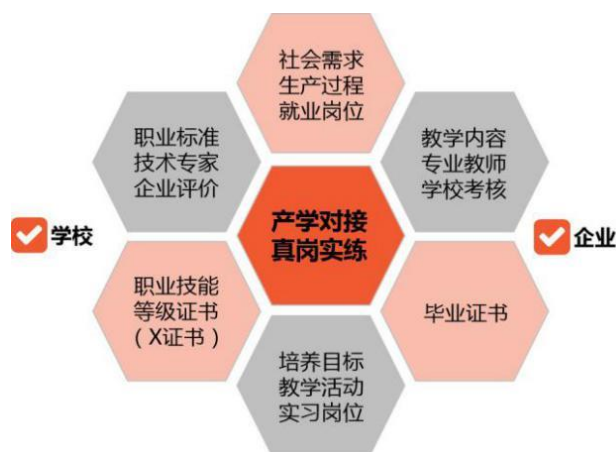 社会需求
生产过程
就业岗位
职业标准
技术专家
企业评价
教学内容
专业教师
学校考核
产学对接
真岗实练
学校
企业
职业技能
等级证书
（X证书）
毕业证书
培养目标
教学活动
实习岗位